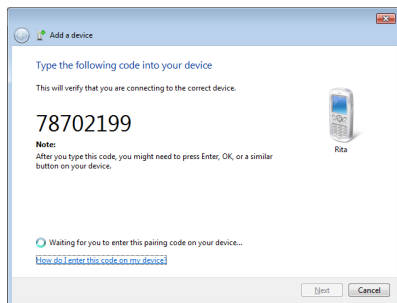 Add a device
Type the following code into your device
This will verify that you are connecting to the correct device.
78702199
Note:
After you type this code, you might need to press Enter, OK, or a similar
button on your device.
Rita
Waiting for you to enter this pairing code on your device...
How do I enter this code on my device?
Next Cancel